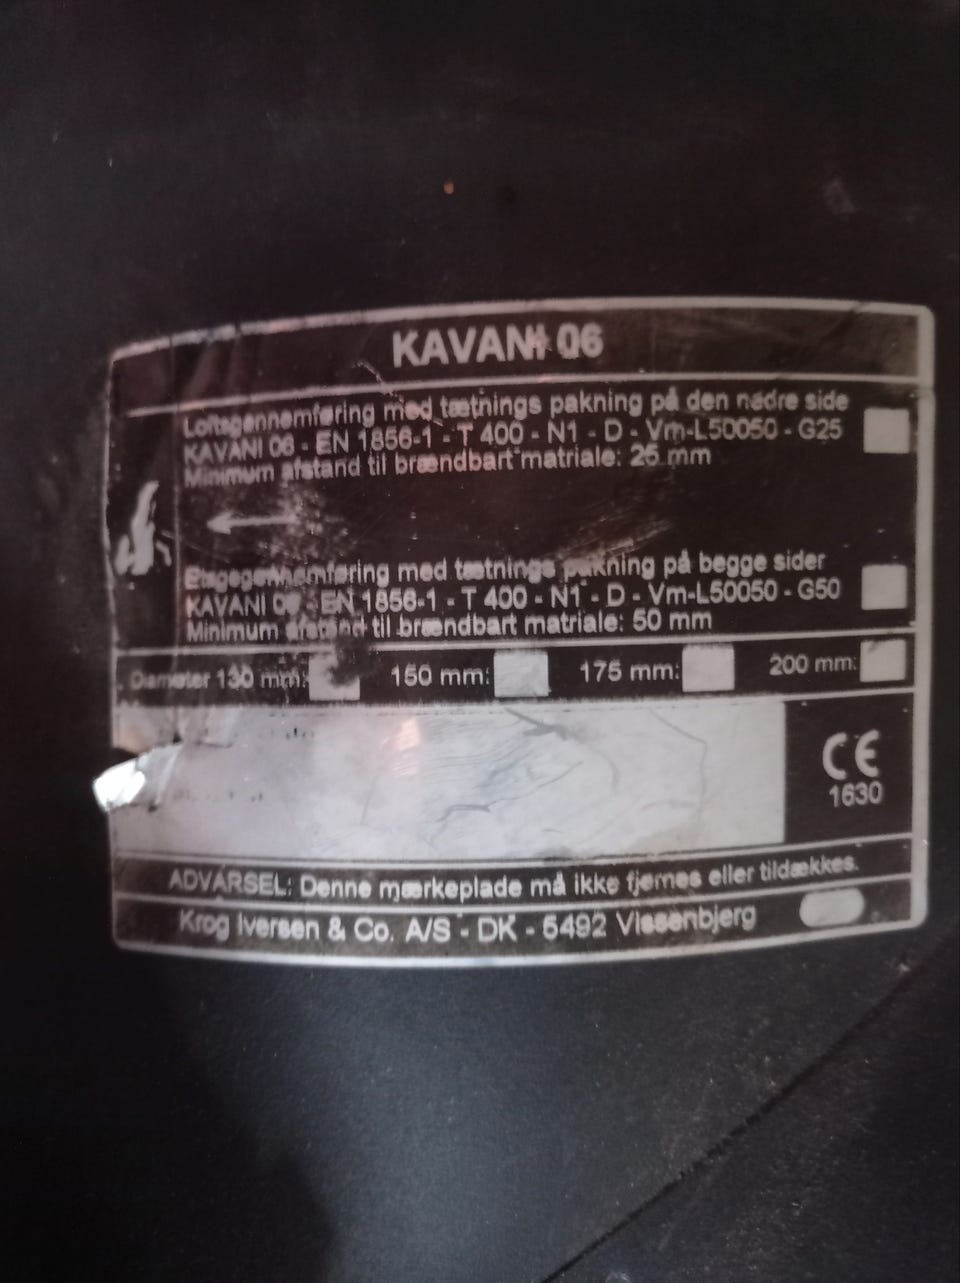 KAVANI 06
Loftsgennemføring med tætnings pakning på den nedre side
KAVANI 06 - EN 1856-1 - T 400 - N1 - D - Vm-L50050 - G25
Minimum afstand til brændbart matriale: 25 mm
Etagegennemføring med tætnings pakning på begge sider
KAVANI 06 - EN 1856-1 - T 400 - N1 - D - Vm-L50050 - G50
Minimum afstand til brændbart matriale: 50 mm
Diameter 130 mm: 150 mm: 175 mm: 200 mm:
CE
1630
ADVARSEL: Denne mærkeplade må ikke fjernes eller tildækkes.
Krog Iversen & Co. A/S - DK - 5492 Vissenbjerg